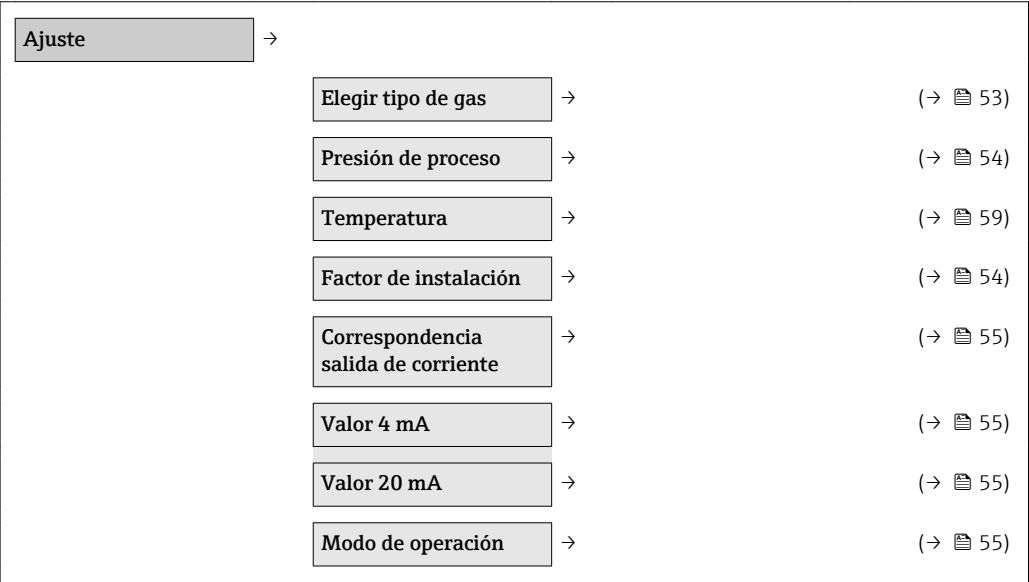 Ajuste →
Elegir tipo de gas → (→ 🖹 53)
Presión de proceso → (→ 🖹 54)
Temperatura → (→ 🖹 59)
Factor de instalación → (→ 🖹 54)
Correspondencia → (→ 🖹 55)
salida de corriente
Valor 4 mA → (→ 🖹 55)
Valor 20 mA → (→ 🖹 55)
Modo de operación → (→ 🖹 55)